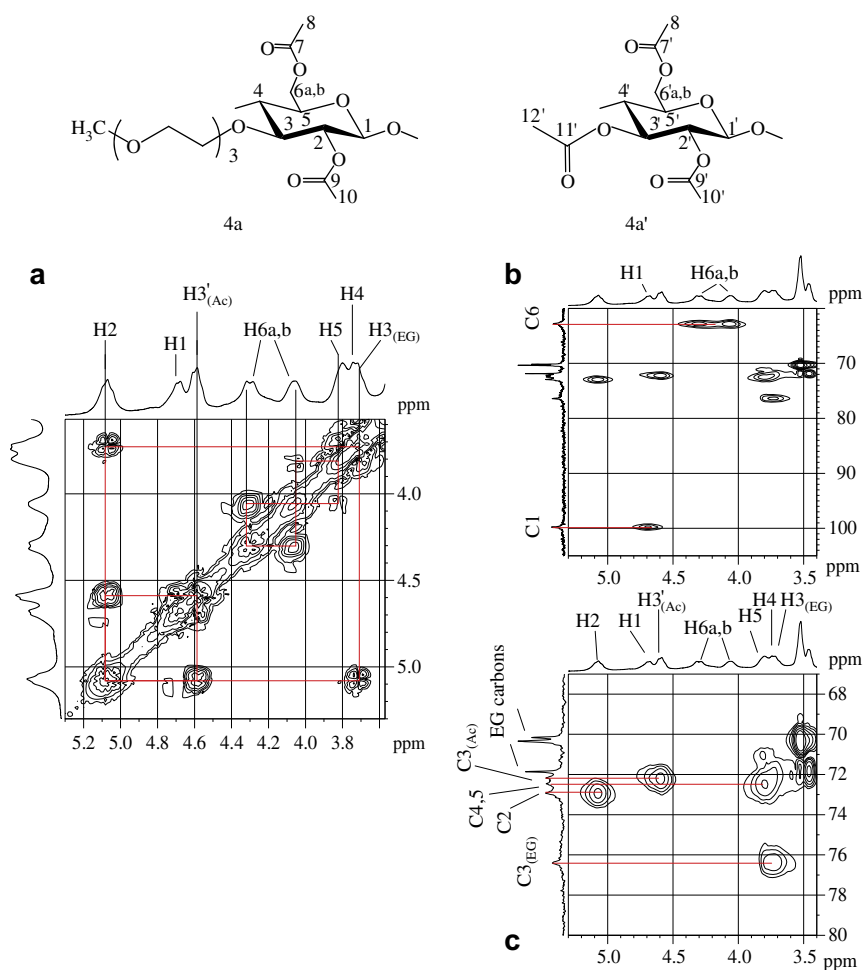 8
O
7
O
6a,b
4
O
5
H3C
O
3
O
3
2
1
O
O
9
O
10
4a
8
O
7'
O
6'a,b
4'
O
5'
12'
11'
O
3'
2'
1'
O
O
O
9'
O
10'
4a'
a
H2
H1
H3'(Ac)
H6a,b
H5
H4
H3(EG)
ppm
4.0
4.5
5.0
5.2 5.0 4.8 4.6 4.4 4.2 4.0 3.8
ppm
b
H1
H6a,b
ppm
C6
C1
70
80
90
100
5.0 4.5 4.0 3.5
ppm
H2
H1
H3'(Ac)
H6a,b
H5
H4
H3(EG)
ppm
EG carbons
C3(Ac)
C4,5
C2
C3(EG)
68
70
72
74
76
78
80
5.0 4.5 4.0 3.5
ppm
c